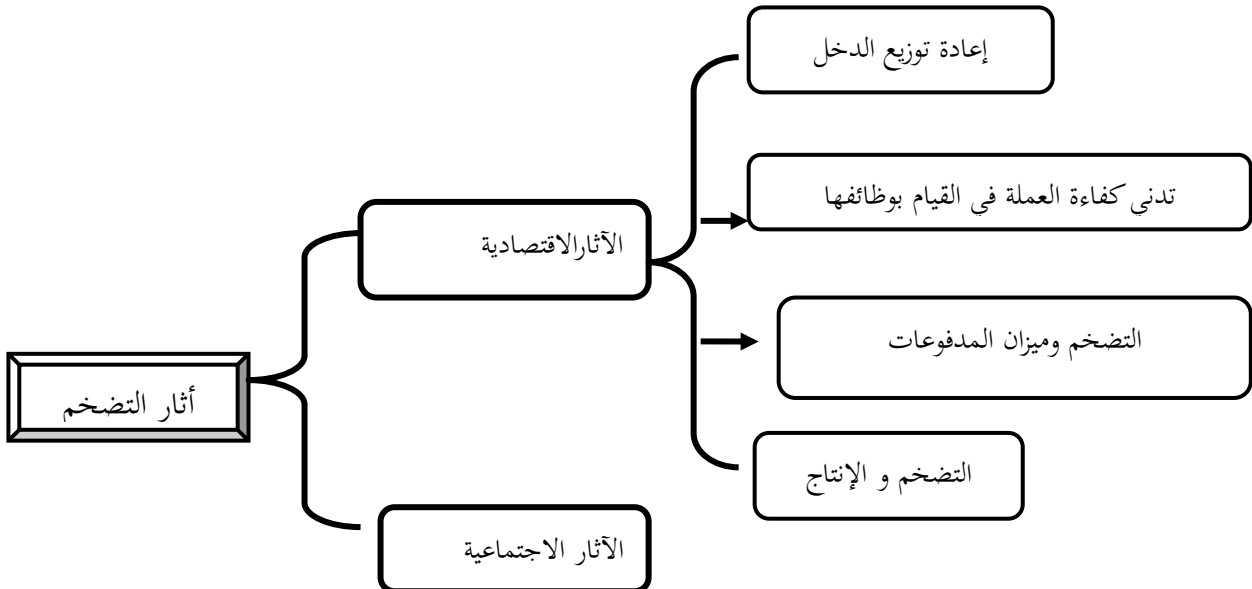 إعادة توزيع الدخل
تدني كفاءة العملة في القيام بوظائفها
الآثارالاقتصادية
التضخم وميزان المدفوعات
أثار التضخم
التضخم و الإنتاج
الآثار الاجتماعية